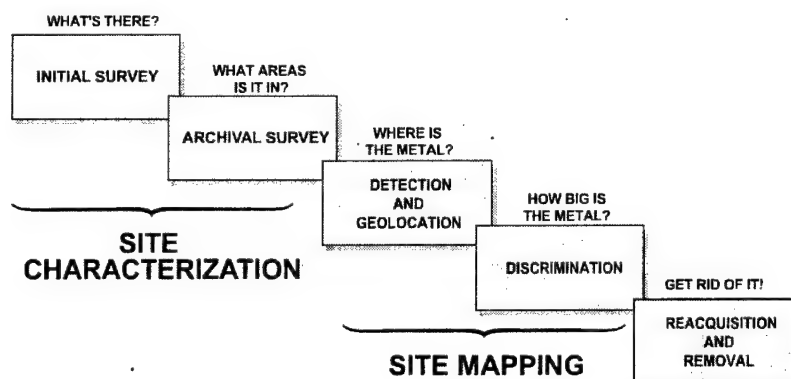 WHAT'S THERE?
INITIAL SURVEY
WHAT AREAS
IS IT IN?
ARCHIVAL SURVEY
WHERE IS
THE METAL?
DETECTION
AND
GEOLOCATION
HOW BIG IS
THE METAL?
DISCRIMINATION
GET RID OF IT!
REACQUISITION
AND
REMOVAL
SITE
CHARACTERIZATION
SITE MAPPING